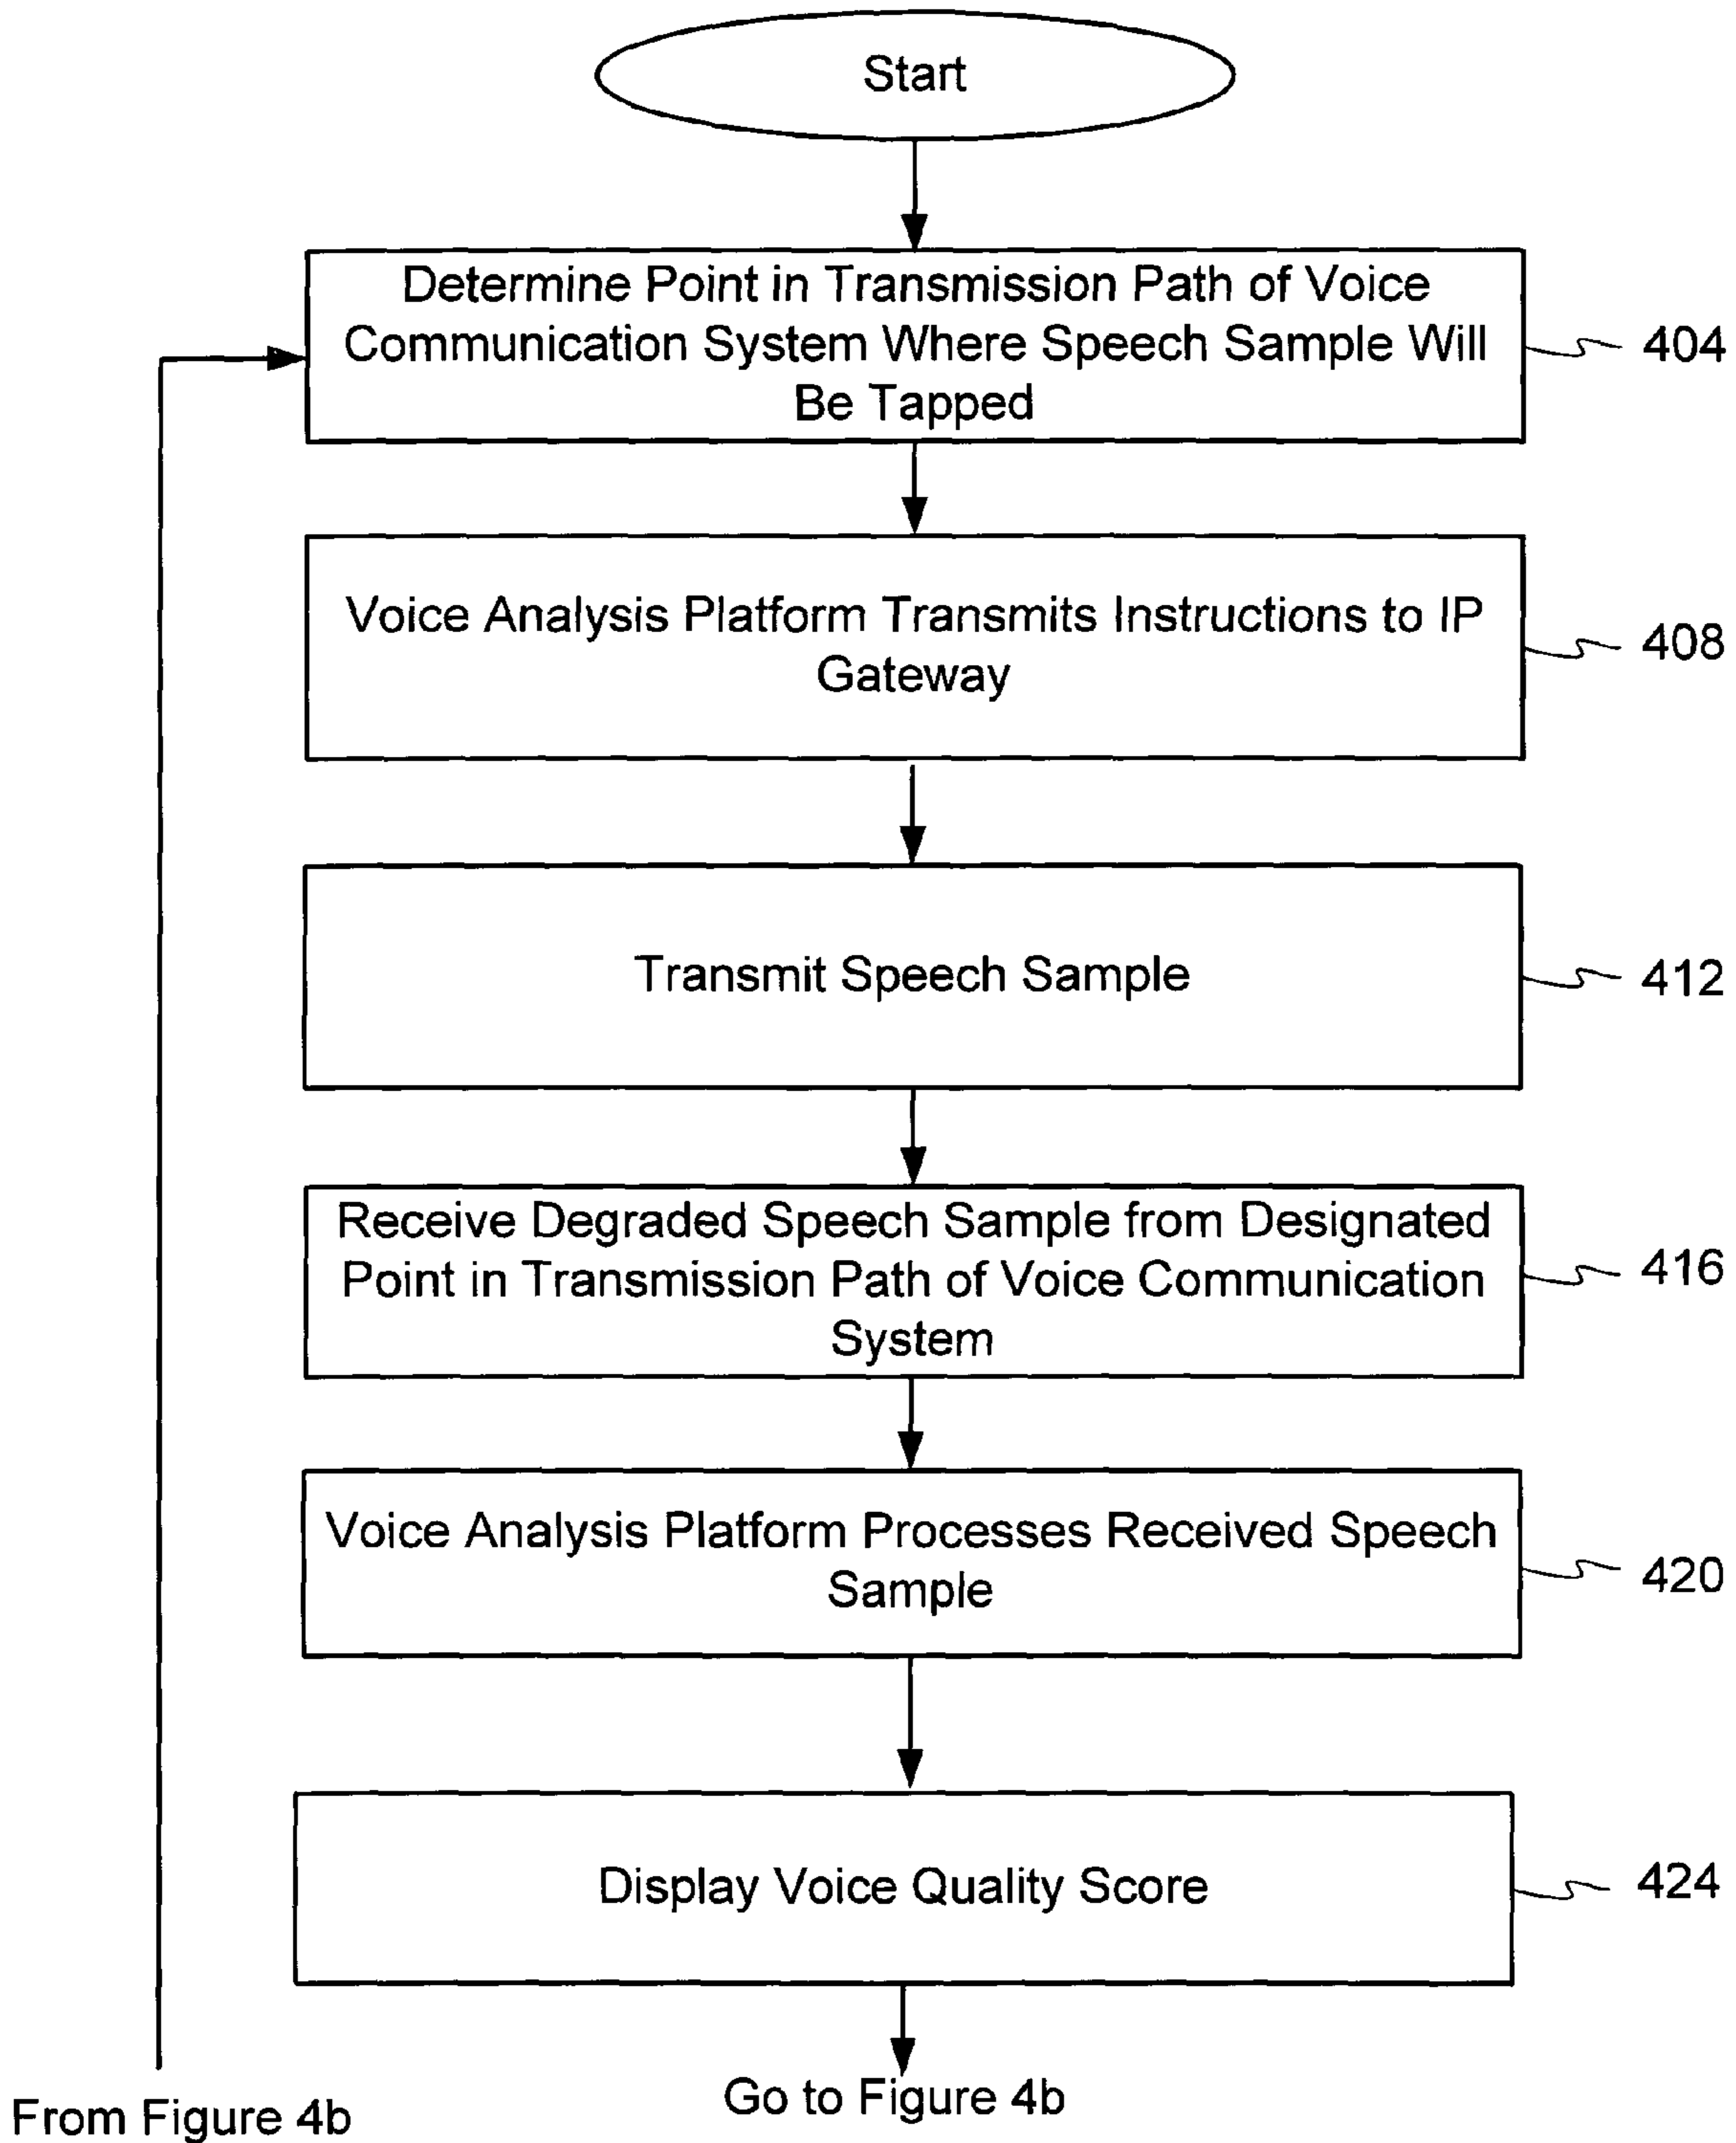 Start
Determine Point in Transmission Path of Voice
Communication System Where Speech Sample Will
Be Tapped
404
Voice Analysis Platform Transmits Instructions to IP
Gateway
408
Transmit Speech Sample
412
Receive Degraded Speech Sample from Designated
Point in Transmission Path of Voice Communication
System
416
Voice Analysis Platform Processes Received Speech
Sample
420
Display Voice Quality Score
424
Go to Figure 4b
From Figure 4b